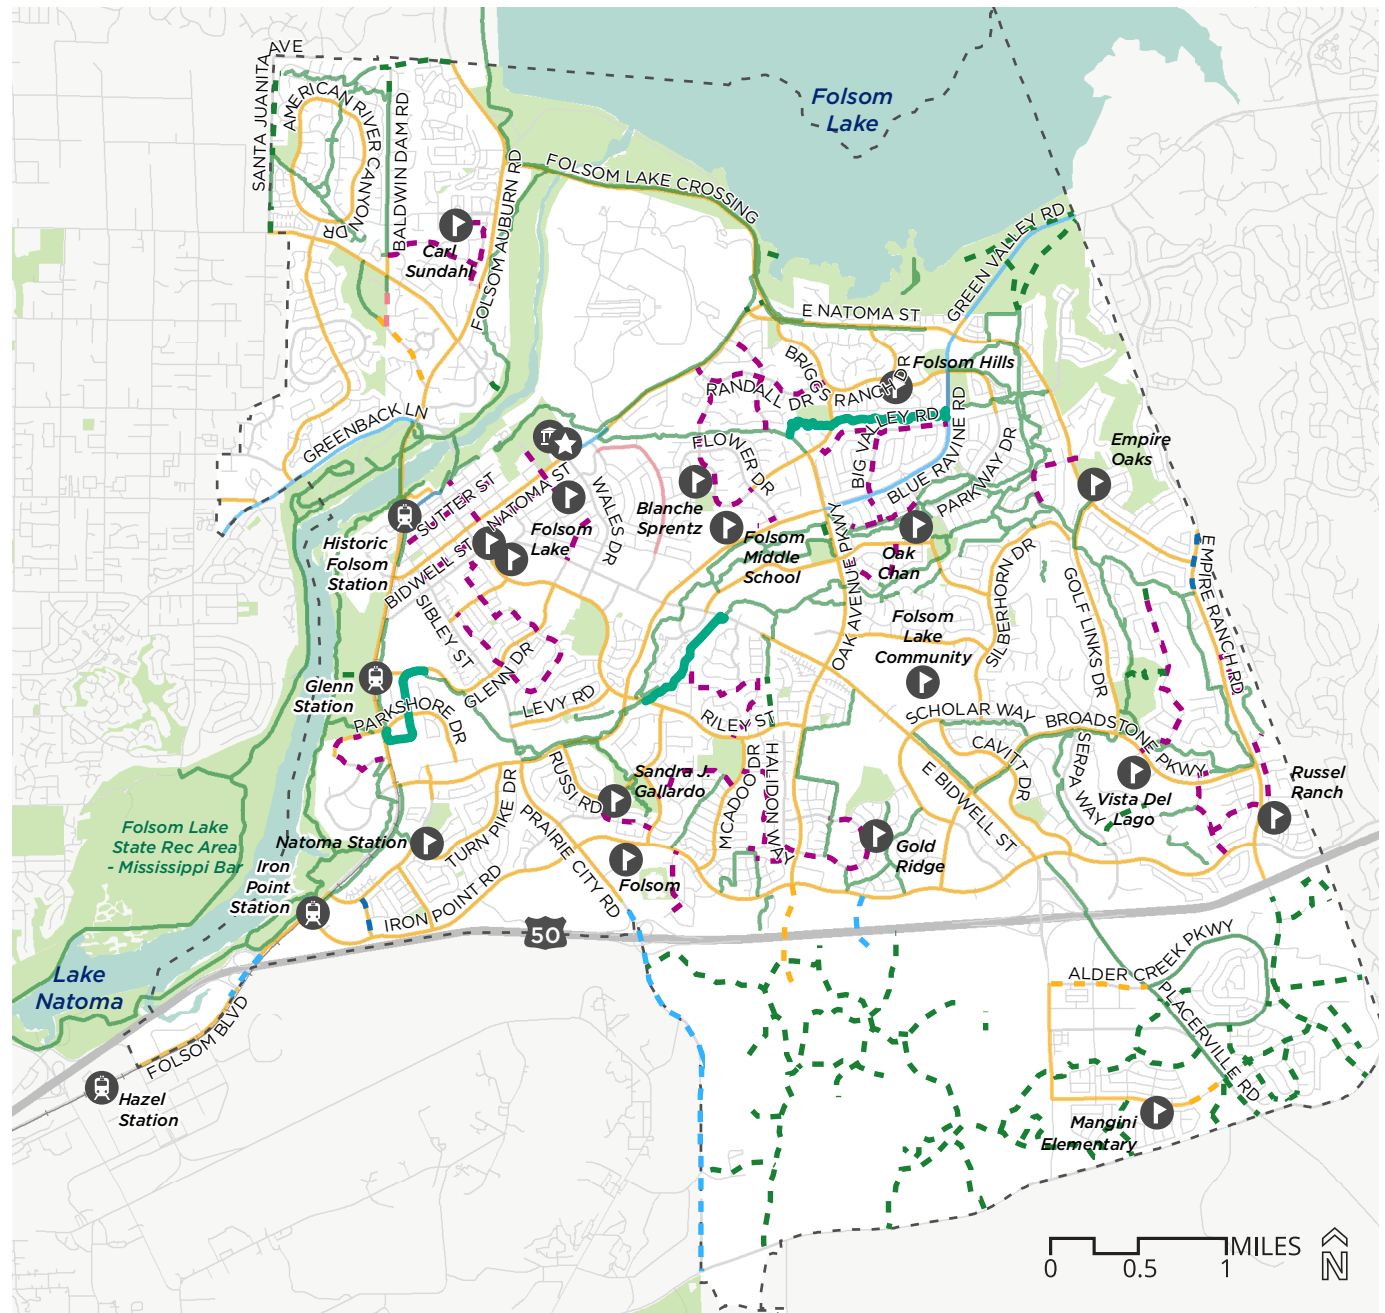 AVE
SANTA JUANITA
AMERICAN RIVER CANYON
DR
BALDWIN DAM RD
Folsom
Lake
FOLSOM LAKE CROSSING
FOLSOM AUBURN RD
Carl
Sundahl
GREEN VALLEY RD
E NATOMA ST
BRIGGS
RANCH DR
Folsom Hills
RANDALL DR
BIG VALLEY RD
BIG VALLEY RD
GREENBACK LN
FLOWER DR
BLUE RAVINE RD
PARKWAY DR
Empire
Oaks
SUTTER ST
NATOMA ST
WALES DR
Blanche
Sprentz
Folsom
Lake
Folsom
Middle
School
Historic
Folsom
Station
BIDWELL ST
OAK AVENUE PKWY
Oak
Chan
EMPIRE RANCH RD
SIBLEY ST
SILBERHORN DR
GOLF LINKS DR
Folsom
Lake
Community
Glenn
Station
GLENN DR
LEVY RD
PARKSHORE DR
RILEY ST
SCHOLAR WAY
BROADSTONE PKWY
CAVITT DR
SERPA WAY
E BIDWELL ST
RUSSI RD
Sandra J.
Gallardo
MCADOO DR
HALIDON WAY
Vista Del
Lago
Russel
Ranch
Folsom Lake
State Rec Area
- Mississippi Bar
Natoma Station
TURN PIKE DR
PRAIRIE CITY RD
Gold
Ridge
Folsom
Iron
Point
Station
IRON POINT RD
50
Lake
Natoma
ALDER CREEK PKWY
PLACERVILLE RD
FOLSOM BLVD
Hazel
Station
Mangini
Elementary
MILES
0 0.5 1
N